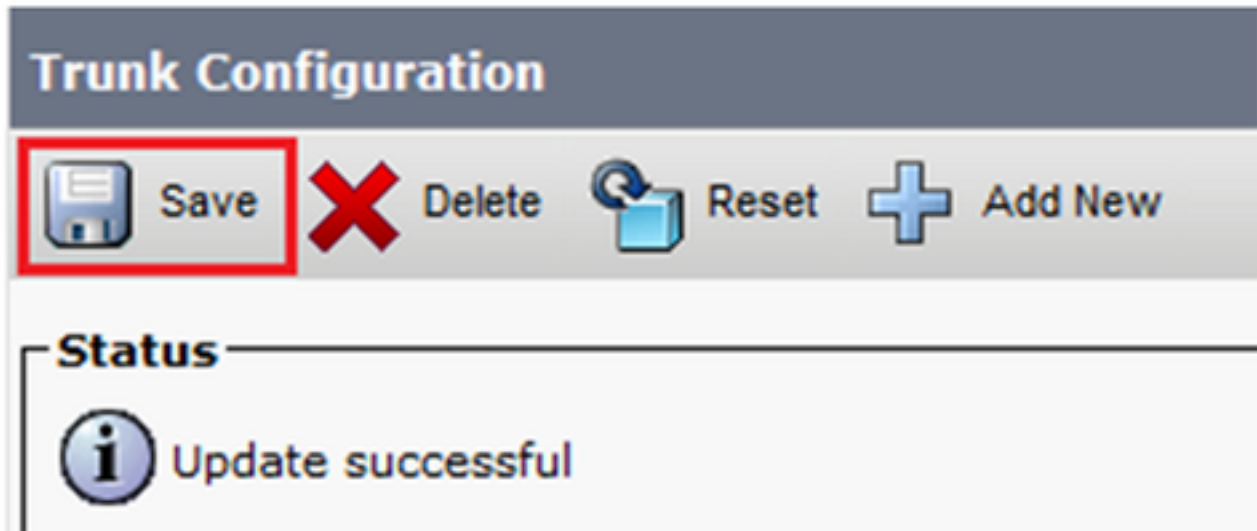 Trunk Configuration
Save Delete Reset Add New
Status
i Update successful